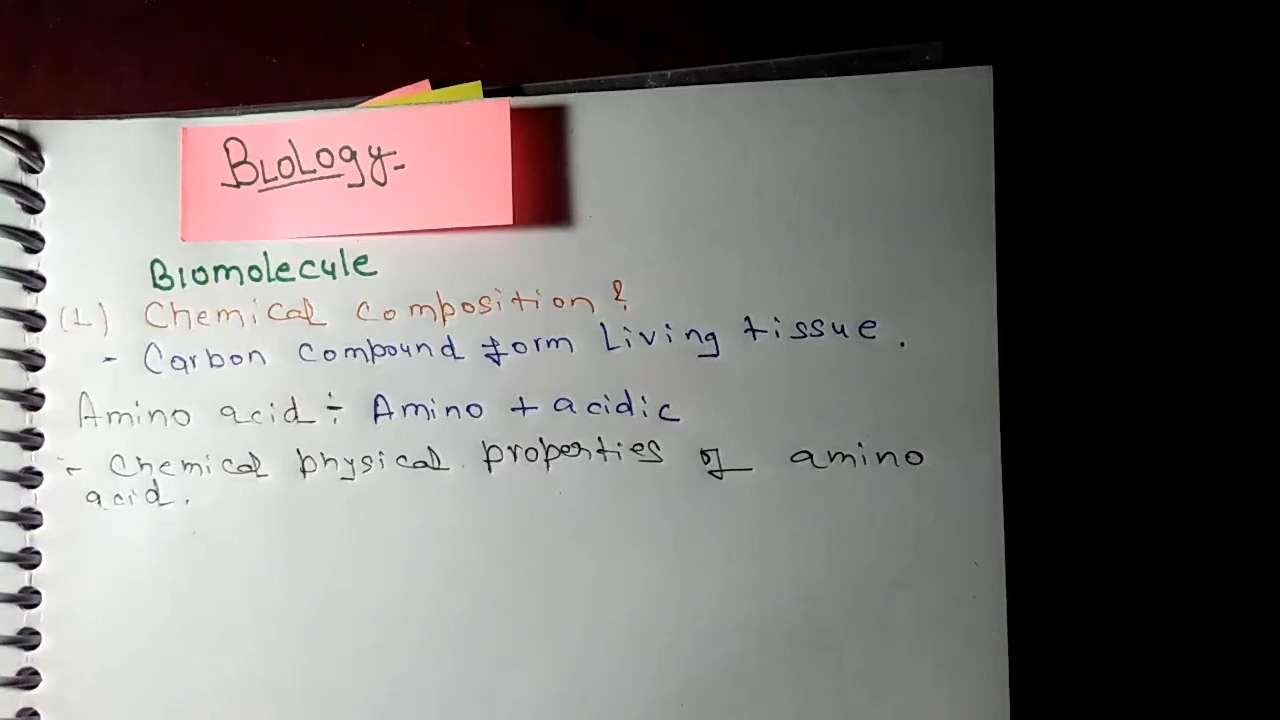 Biology-
Biomolecule
(1) Chemical composition?
- Carbon compound form Living tissue.
Amino acid ÷ Amino + acidic
- Chemical physical properties of amino
acid.